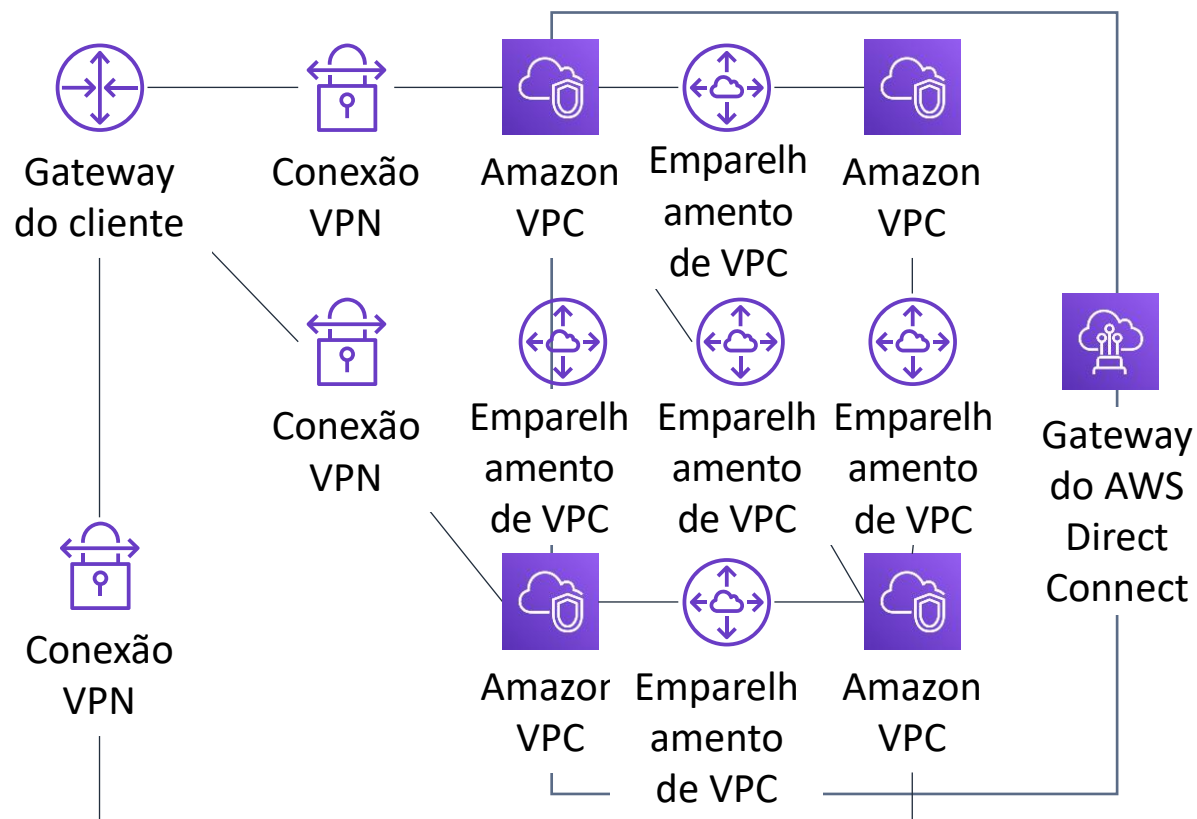 Gateway
do cliente
Conexão
VPN
Amazon
VPC
Emparelh
amento
de VPC
Amazon
VPC
Conexão
VPN
Emparelh
amento
de VPC
Emparelh
amento
de VPC
Emparelh
amento
de VPC
Gateway
do AWS
Direct
Connect
Conexão
VPN
Amazon
VPC
Emparelh
amento
de VPC
Amazon
VPC